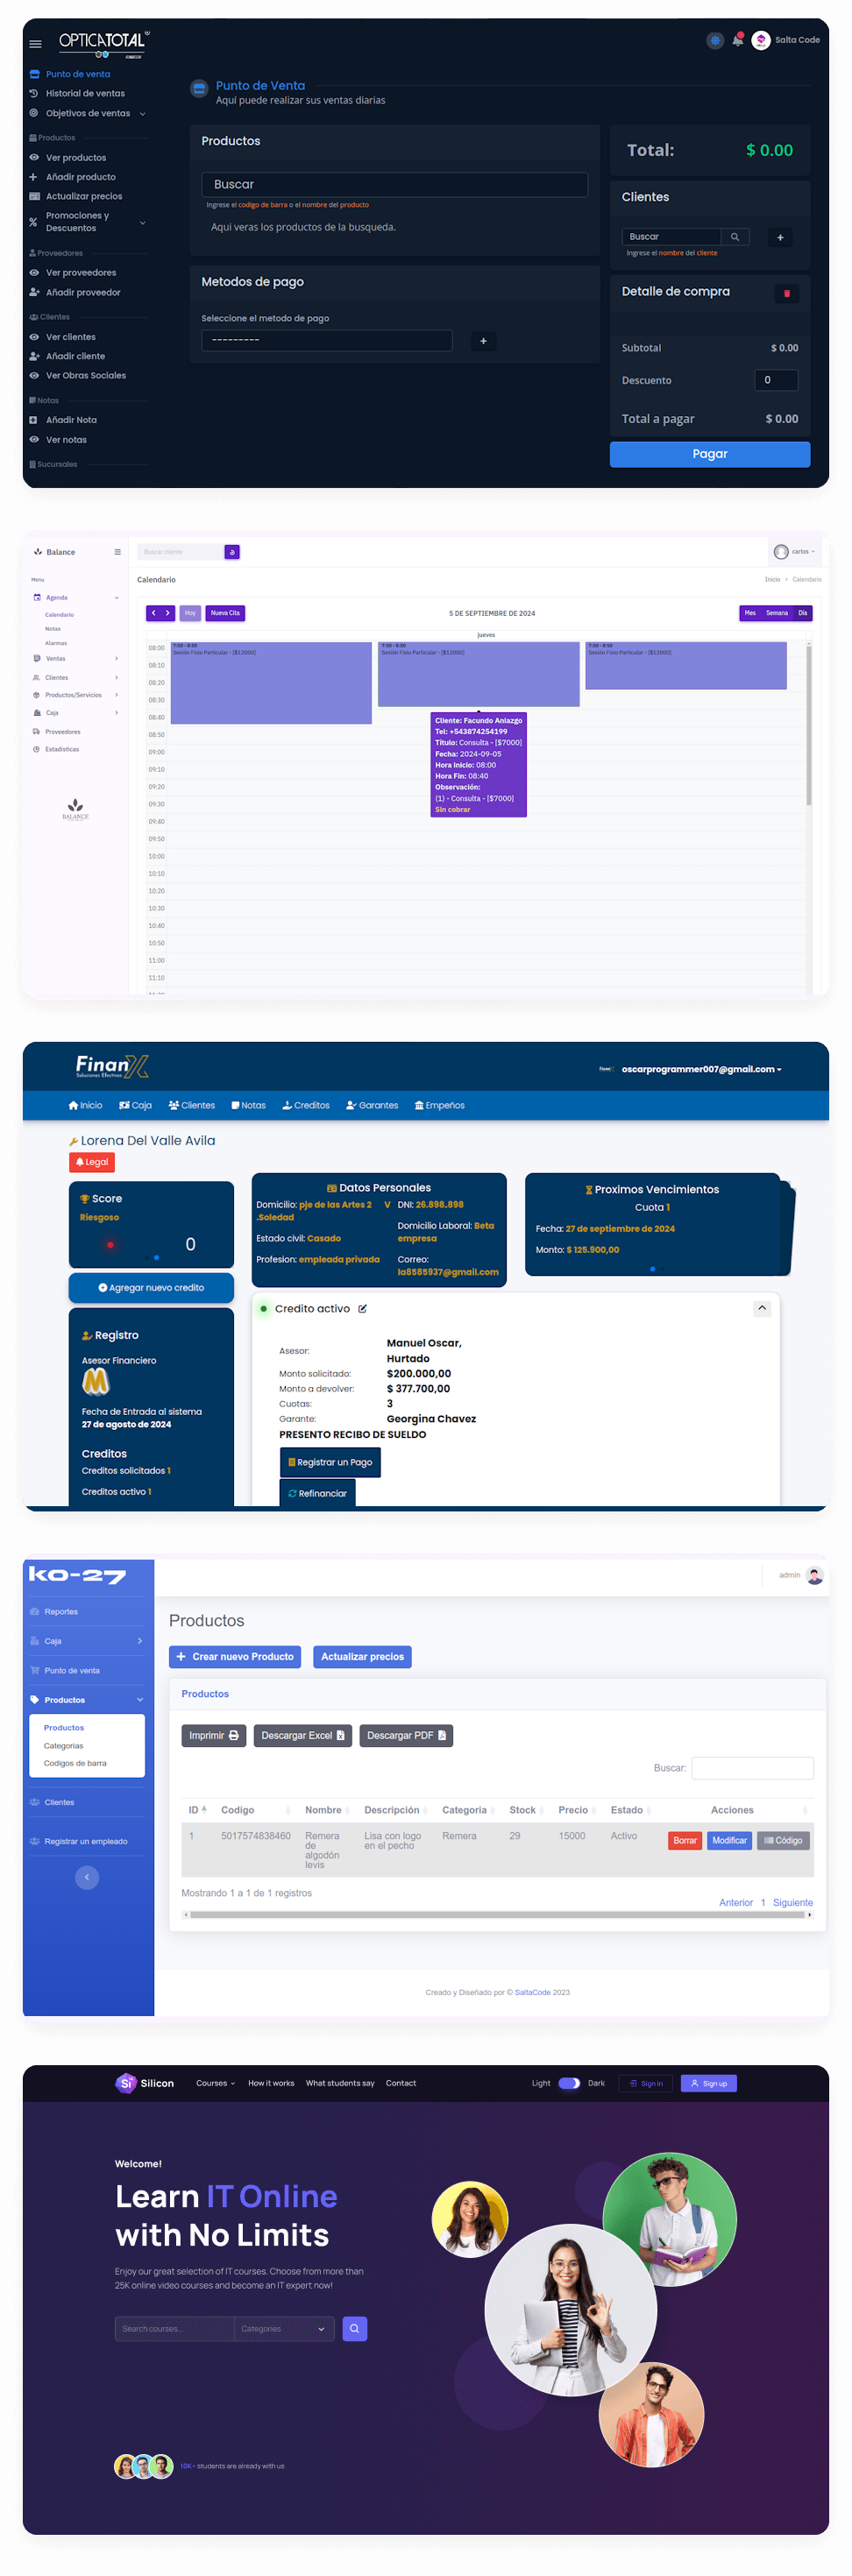 OPTICATOTAL
Salta Code
Punto de venta
Historial de ventas
Objetivos de ventas
Productos
Ver productos
Añadir producto
Actualizar precios
Promociones y
Descuentos
Proveedores
Ver proveedores
Añadir proveedor
Clientes
Ver clientes
Añadir cliente
Ver Obras Sociales
Notas
Añadir Nota
Ver notas
Sucursales
Punto de Venta
Aquí puede realizar sus ventas diarias
Productos
Buscar
Ingrese el codigo de barra o el nombre del producto
Aqui veras los productos de la busqueda.
Metodos de pago
Seleccione el metodo de pago
---------
+
Total: $ 0.00
Clientes
Buscar
+
Ingrese el nombre del cliente
Detalle de compra
Subtotal $ 0.00
Descuento 0
Total a pagar $ 0.00
Pagar
Balance
Buscar cliente
carlos
Menu
Agenda
Calendario
Notas
Alarmas
Ventas
Clientes
Productos/Servicios
Caja
Proveedores
Estadisticas
BALANCE
Calendario
Inicio > Calendario
Hoy
Nueva Cita
5 DE SEPTIEMBRE DE 2024
Mes Semana Día
jueves
08:00
08:10
08:20
08:30
08:40
08:50
09:00
09:10
09:20
09:30
09:40
09:50
10:00
10:10
10:20
10:30
10:40
10:50
11:00
11:10
7:00 - 8:00
Sesión Fisio Particular - [$12000]
7:00 - 8:00
Sesión Fisio Particular - [$12000]
7:00 - 8:00
Sesión Fisio Particular - [$12000]
Cliente: Facundo Aniazgo
Tel: +543874254199
Título: Consulta - [$7000]
Fecha: 2024-09-05
Hora inicio: 08:00
Hora Fin: 08:40
Observación:
(1) - Consulta - [$7000]
Sin cobrar
FinanX
Soluciones Efectivas
oscarprogrammer007@gmail.com
Inicio
Caja
Clientes
Notas
Creditos
Garantes
Empeños
Lorena Del Valle Avila
Legal
Score
Riesgoso
0
Agregar nuevo credito
Registro
Asesor Financiero
M
Fecha de Entrada al sistema
27 de agosto de 2024
Creditos
Creditos solicitados 1
Creditos activo 1
Datos Personales
Domicilio: pje de las Artes 2 V
.Soledad
Estado civil: Casado
Profesion: empleada privada
DNI: 26.898.898
Domicilio Laboral: Beta
empresa
Correo:
la8585937@gmail.com
Proximos Vencimientos
Cuota 1
Fecha: 27 de septiembre de 2024
Monto: $ 125.900,00
Credito activo
Asesor: Manuel Oscar,
Hurtado
Monto solicitado: $200.000,00
Monto a devolver: $ 377.700,00
Cuotas: 3
Garante: Georgina Chavez
PRESENTO RECIBO DE SUELDO
Registrar un Pago
Refinanciar
KO-27
admin
Reportes
Caja
Punto de venta
Productos
Productos
Categorias
Codigos de barra
Clientes
Registrar un empleado
Productos
+ Crear nuevo Producto
Actualizar precios
Productos
Imprimir
Descargar Excel
Descargar PDF
Buscar:
ID Codigo Nombre Descripción Categoria Stock Precio Estado Acciones
1 5017574838460 Remera de algodón levis Lisa con logo en el pecho Remera 29 15000 Activo Borrar Modificar Código
Mostrando 1 a 1 de 1 registros
Anterior 1 Siguiente
Creado y Diseñado por © SaltaCode 2023
Si Silicon
Courses
How it works
What students say
Contact
Light
Dark
Sign in
Sign up
Welcome!
Learn IT Online
with No Limits
Enjoy our great selection of IT courses. Choose from more than
25K online video courses and become an IT expert now!
Search courses...
Categories
10K+ students are already with us